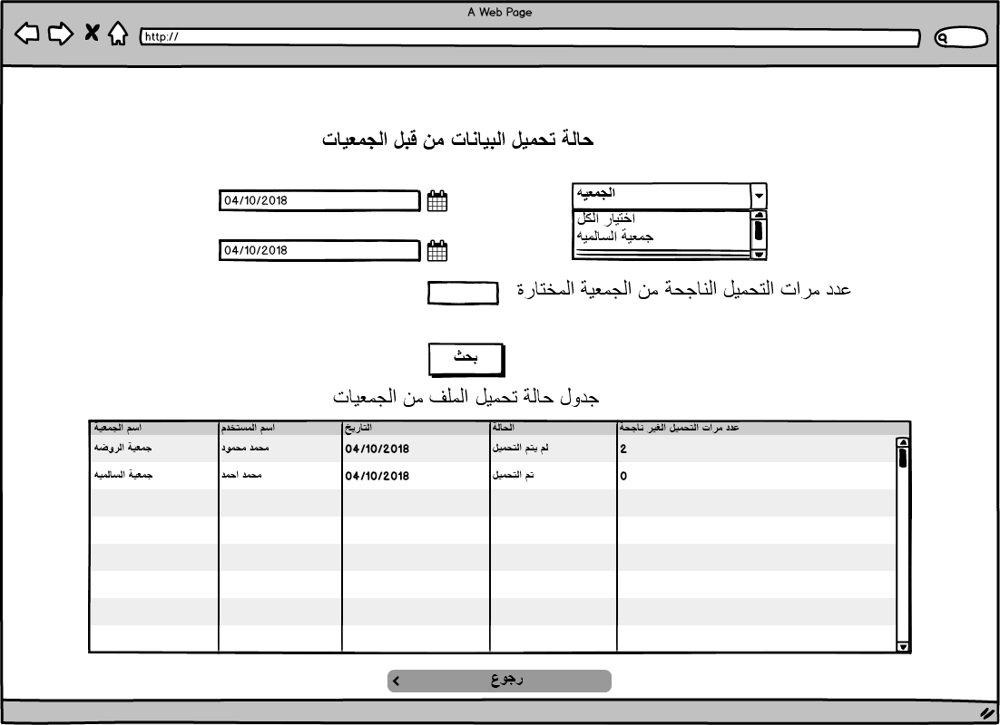 A Web Page
http://
حالة تحميل البيانات من قبل الجمعيات
الجمعيه
04/10/2018
اختيار الكل
جمعية السالميه
04/10/2018
عدد مرات التحميل الناجحة من الجمعية المختارة
بحث
جدول حالة تحميل الملف من الجمعيات
اسم الجمعية اسم المستخدم التاريخ الحالة عدد مرات التحميل الغير ناجحة
جمعية الروضه محمد محمود 04/10/2018 لم يتم التحميل 2
جمعية السالميه محمد احمد 04/10/2018 تم التحميل 0
رجوع